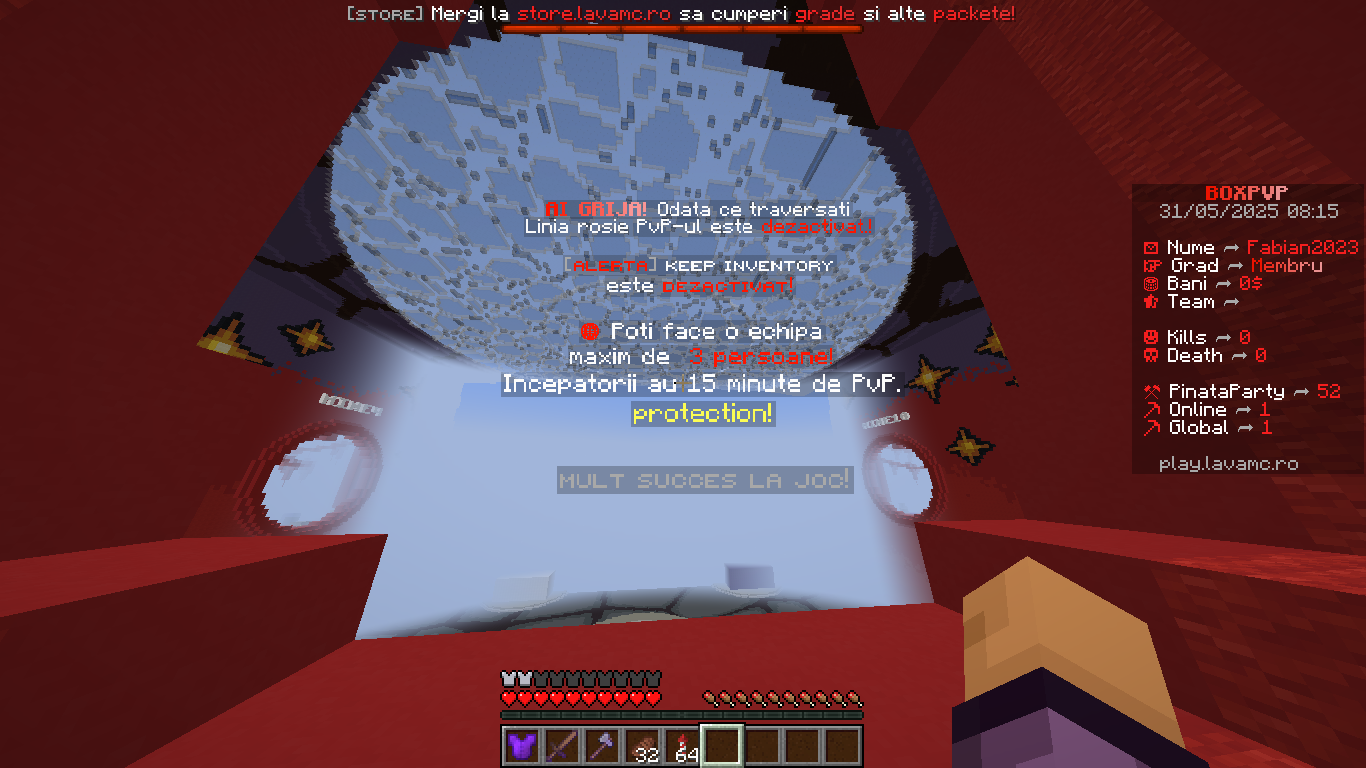 [STORE] Mergi la store.lavamc.ro sa cumperi grade si alte packete!
AI GRIJA! Odata ce traversati
Linia rosie PvP-ul este dezactivat!
[ALERTA] KEEP INVENTORY
este DEZACTIVAT!
Poti face o echipa
maxim de 3 persoane!
Incepatorii au 15 minute de PvP.
protection!
MULT SUCCES LA JOC!
BOXPVP
31/05/2025 08:15
Nume → Fabian2023
Grad → Membru
Bani → 0$
Team →
Kills → 0
Death → 0
PinataParty → 52
Online → 1
Global → 1
play.lavamc.ro
32
64